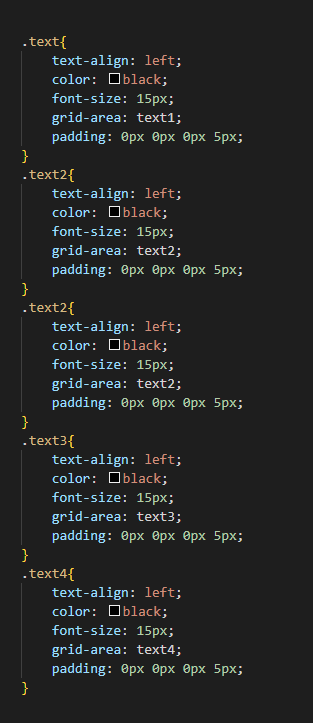 .text{
    text-align: left;
    color: black;
    font-size: 15px;
    grid-area: text1;
    padding: 0px 0px 0px 5px;
}
.text2{
    text-align: left;
    color: black;
    font-size: 15px;
    grid-area: text2;
    padding: 0px 0px 0px 5px;
}
.text2{
    text-align: left;
    color: black;
    font-size: 15px;
    grid-area: text2;
    padding: 0px 0px 0px 5px;
}
.text3{
    text-align: left;
    color: black;
    font-size: 15px;
    grid-area: text3;
    padding: 0px 0px 0px 5px;
}
.text4{
    text-align: left;
    color: black;
    font-size: 15px;
    grid-area: text4;
    padding: 0px 0px 0px 5px;
}